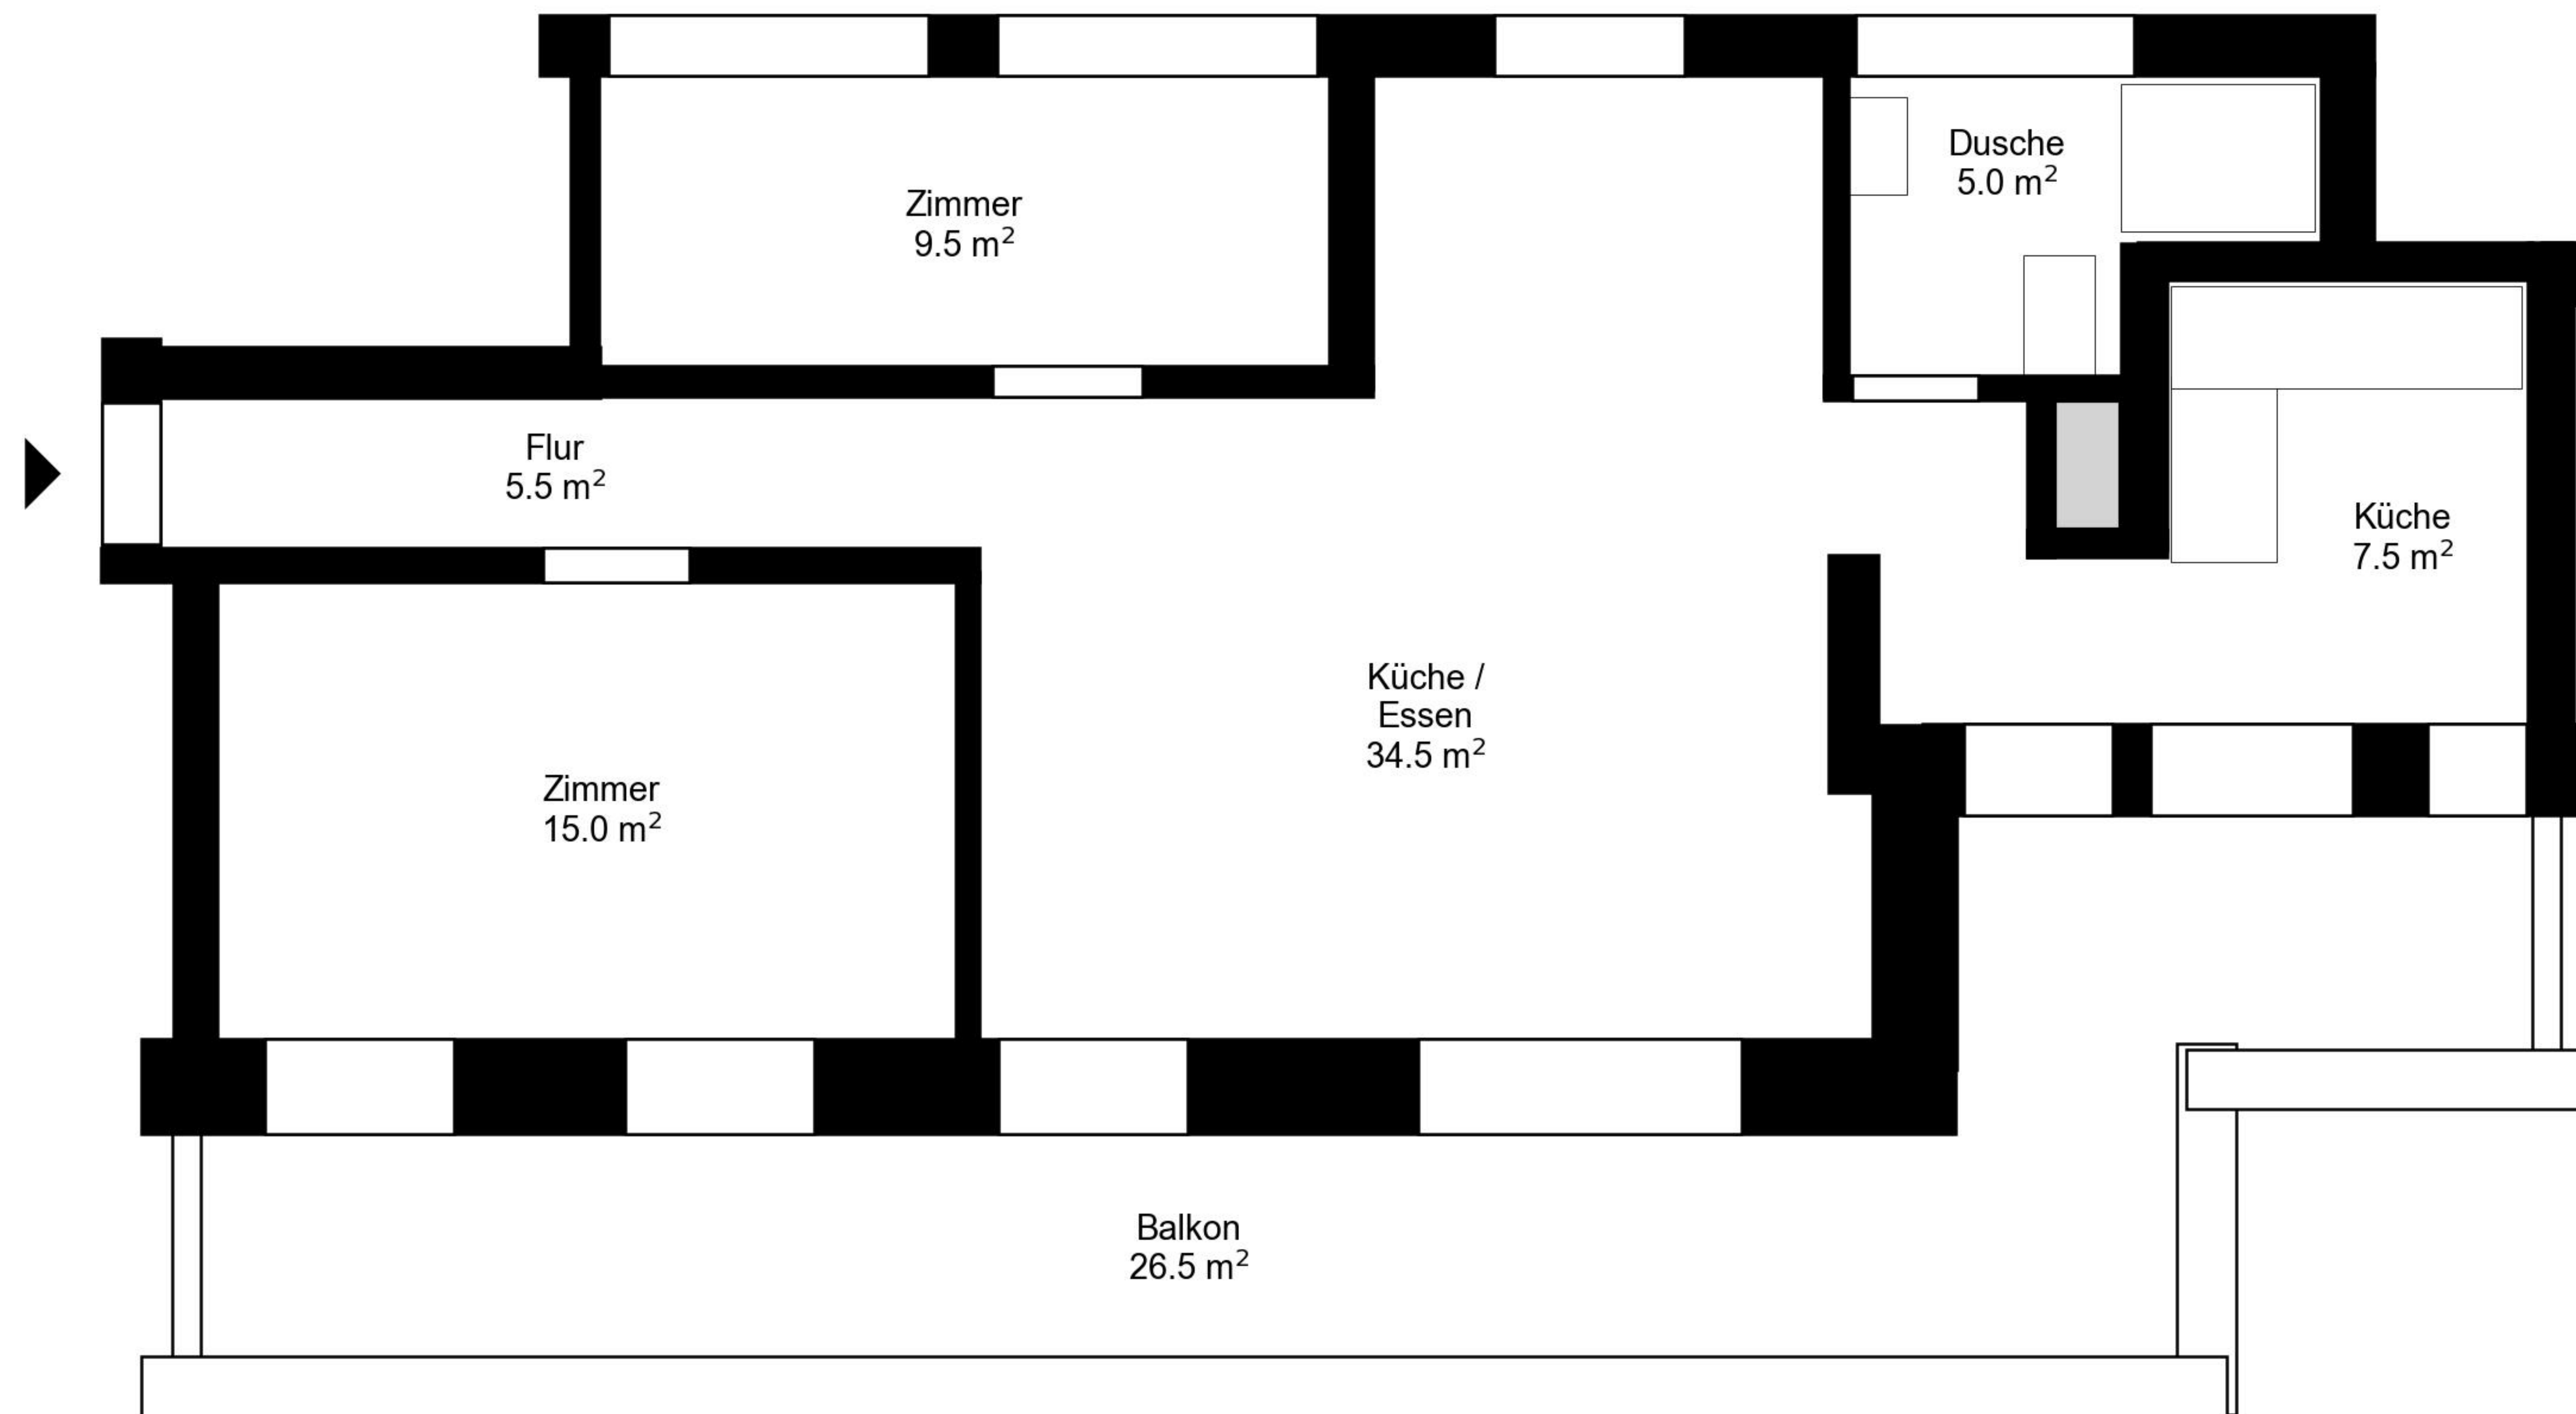 Dusche
5.0 m²
Zimmer
9.5 m²
Flur
5.5 m²
Küche
7.5 m²
Küche /
Essen
34.5 m²
Zimmer
15.0 m²
Balkon
26.5 m²